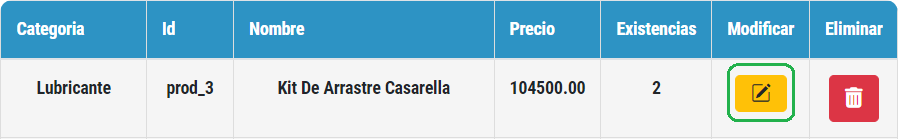 Categoria Id Nombre Precio Existencias Modificar Eliminar
Lubricante prod_3 Kit De Arrastre Casarella 104500.00 2